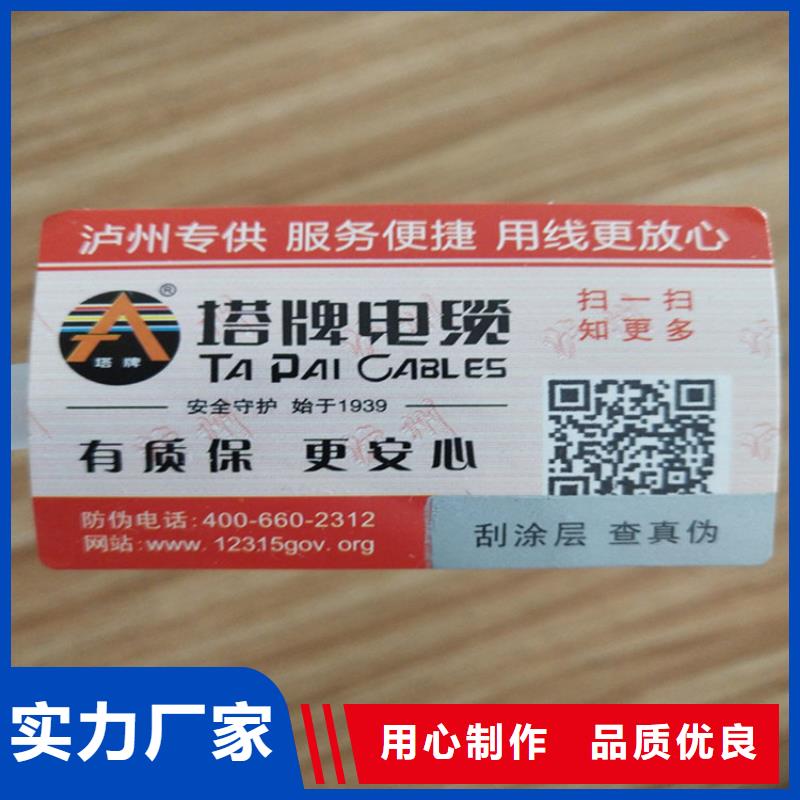 泸州专供 服务便捷 用线更放心
®
塔牌
塔牌电缆
TA PAI CABLES
安全守护 始于1939
有质保 更安心
扫一扫
知更多
防伪电话:400-660-2312
网站:www.12315gov.org
刮涂层 查真伪
实力厂家
用心制作 品质优良